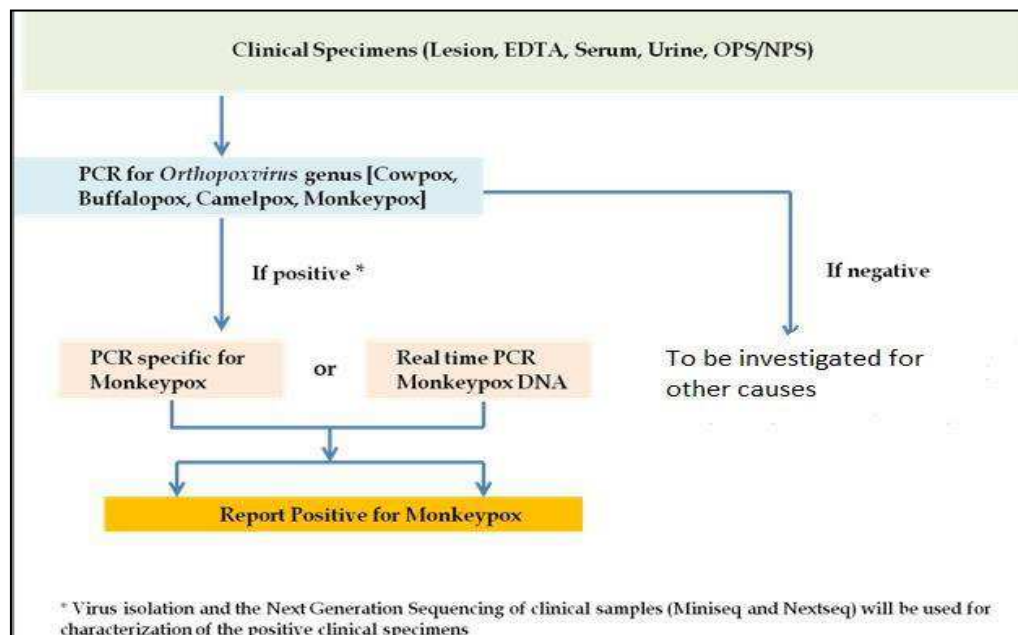 Clinical Specimens (Lesion, EDTA, Serum, Urine, OPS/NPS)
PCR for Orthopoxvirus genus [Cowpox,
Buffalopox, Camelpox, Monkeypox]
If positive *
If negative
PCR specific for
Monkeypox
or
Real time PCR
Monkeypox DNA
To be investigated for
other causes
Report Positive for Monkeypox
* Virus isolation and the Next Generation Sequencing of clinical samples (Miniseq and Nextseq) will be used for
characterization of the positive clinical specimens